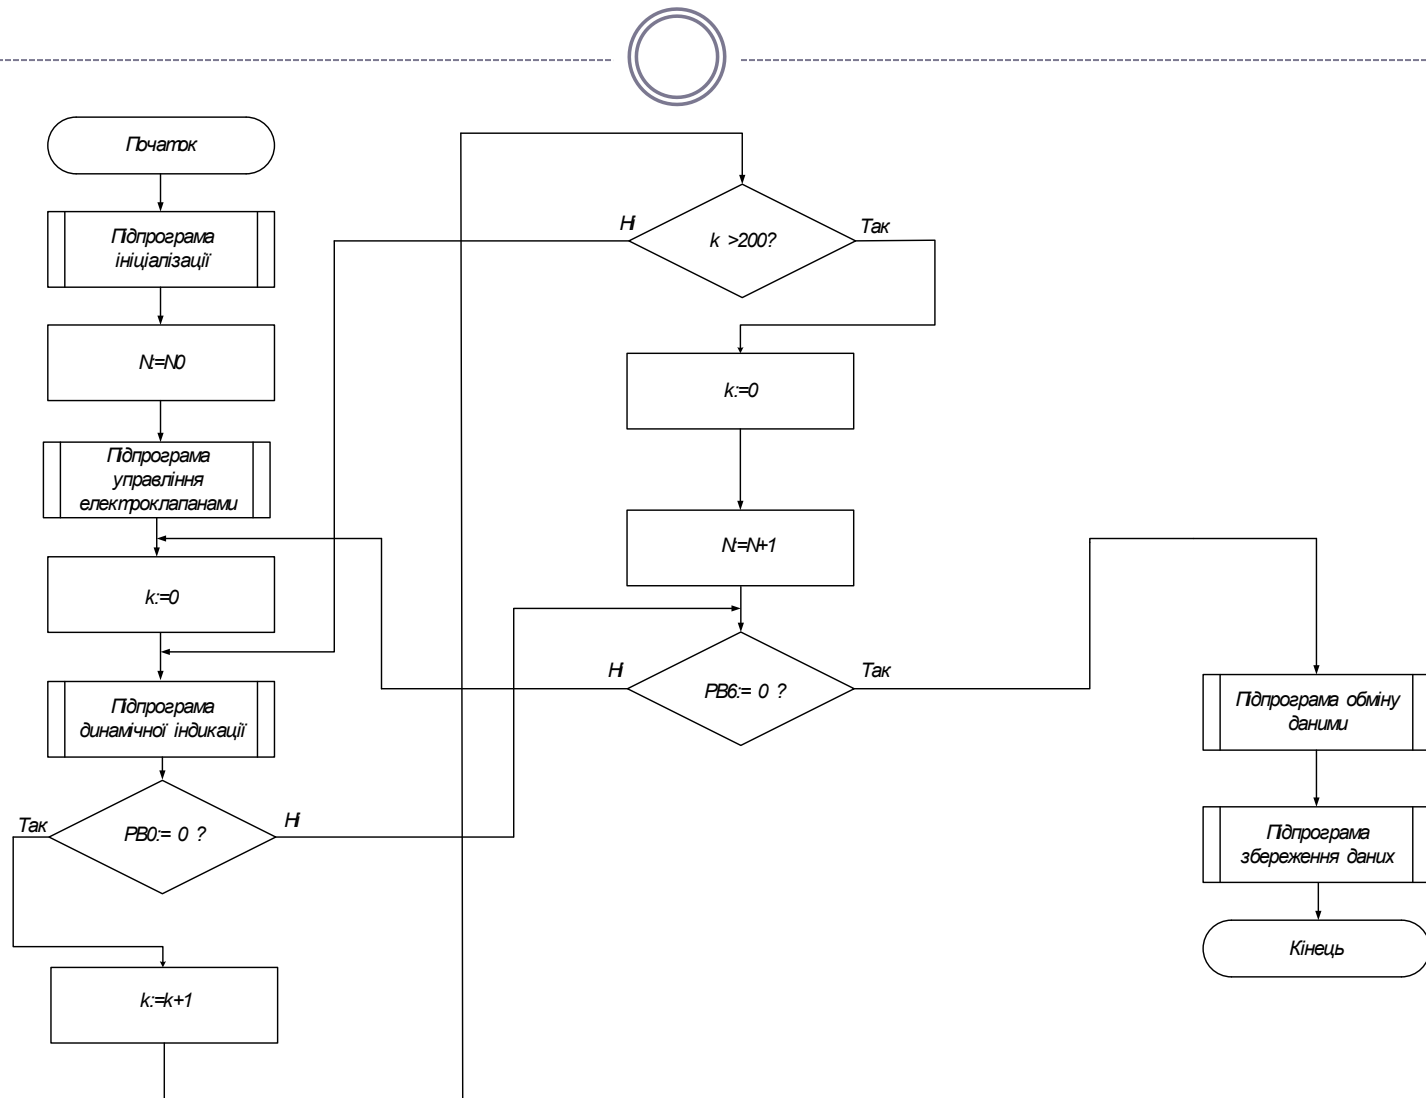 Початок
Підпрограма
ініціалізації
N:=N0
Підпрограма
управління
електроклапанами
k:=0
Підпрограма
динамічної індикації
Так
PB0:= 0 ?
Ні
k:=k+1
Ні
k >200?
Так
k:=0
N:=N+1
Ні
PB6:= 0 ?
Так
Підпрограма обміну
даними
Підпрограма
збереження даних
Кінець